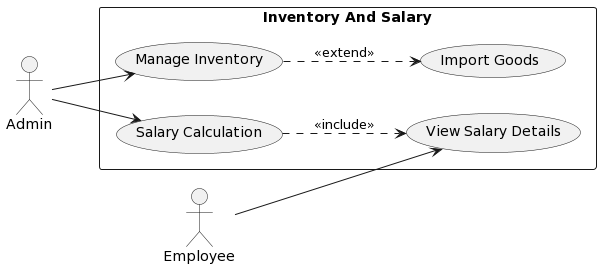 Inventory And Salary
Manage Inventory
«extend»
Import Goods
Admin
Salary Calculation
«include»
View Salary Details
Employee